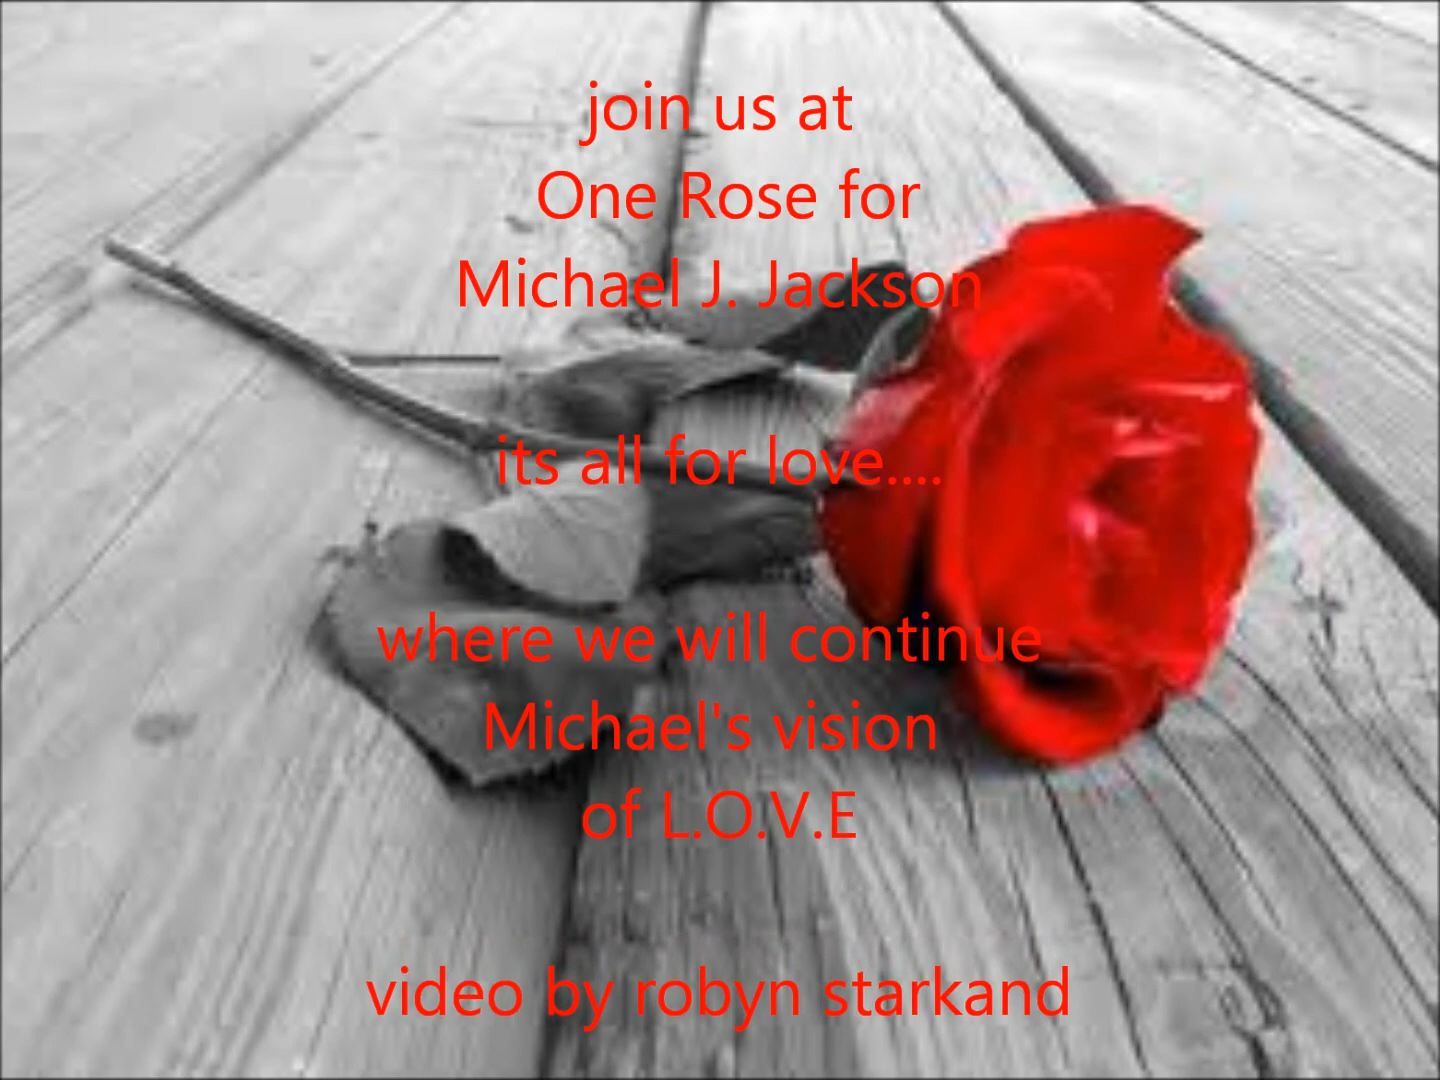 join us at
One Rose for
Michael J. Jackson
its all for love....
where we will continue
Michael's vision
of L.O.V.E
video by robyn starkand